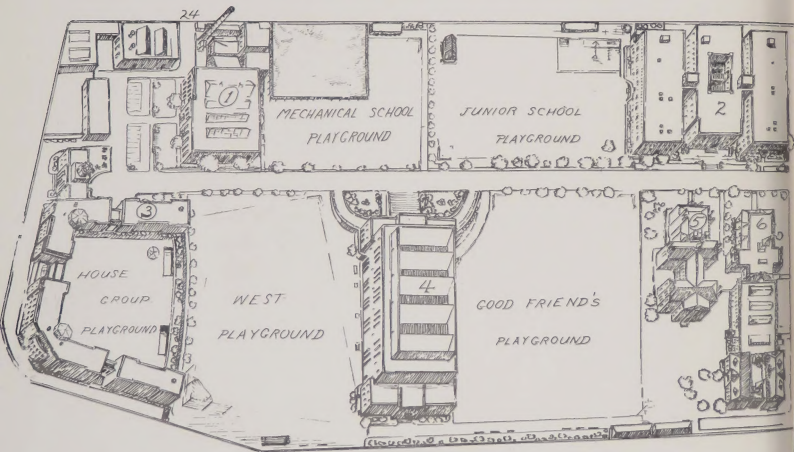 24
1
MECHANICAL SCHOOL
PLAYGROUND
JUNIOR SCHOOL
PLAYGROUND
2
3
HOUSE
GROUP
PLAYGROUND
WEST
PLAYGROUND
4
GOOD FRIEND'S
PLAYGROUND
5
6